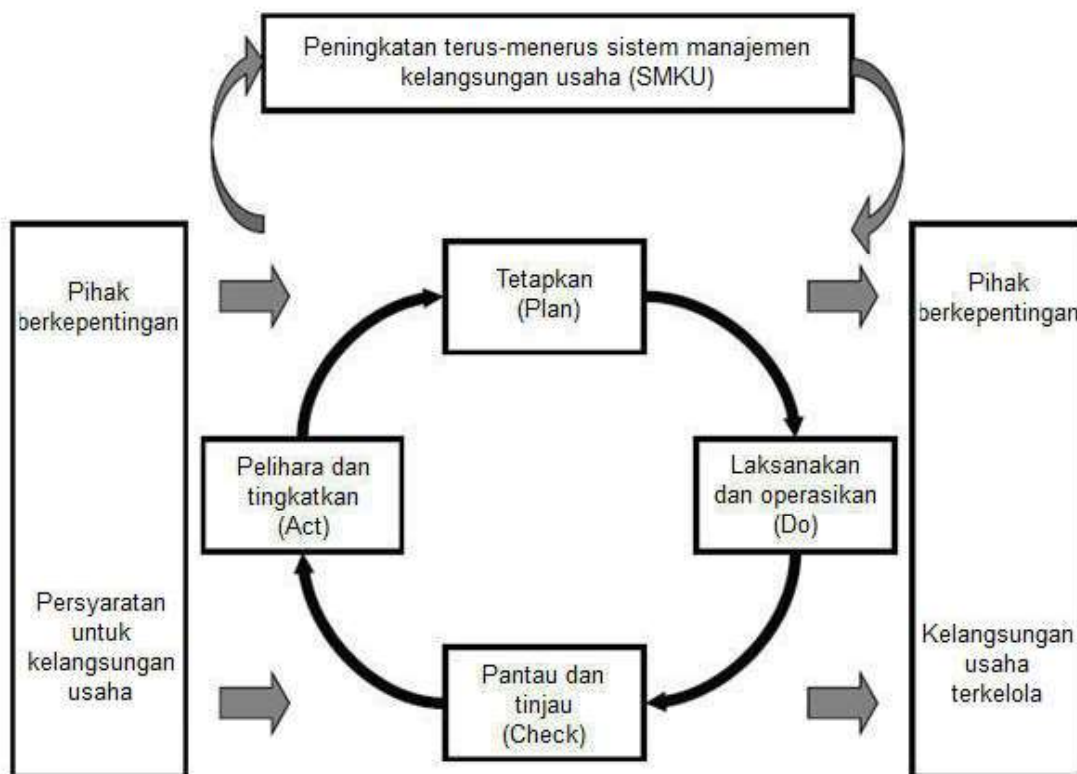 Peningkatan terus-menerus sistem manajemen
kelangsungan usaha (SMKU)
Pihak
berkepentingan
Persyaratan
untuk
kelangsungan
usaha
Tetapkan
(Plan)
Laksanakan
dan operasikan
(Do)
Pantau dan
tinjau
(Check)
Pelihara dan
tingkatkan
(Act)
Pihak
berkepentingan
Kelangsungan
usaha
terkelola